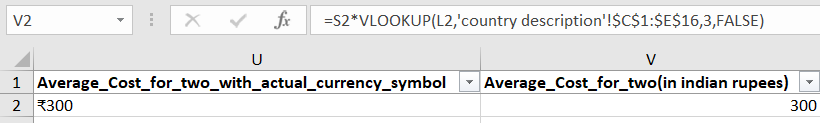 V2 fx =S2*VLOOKUP(L2,'country description'!$C$1:$E$16,3,FALSE)
U V
1 Average_Cost_for_two_with_actual_currency_symbol Average_Cost_for_two(in indian rupees)
2 ₹300 300